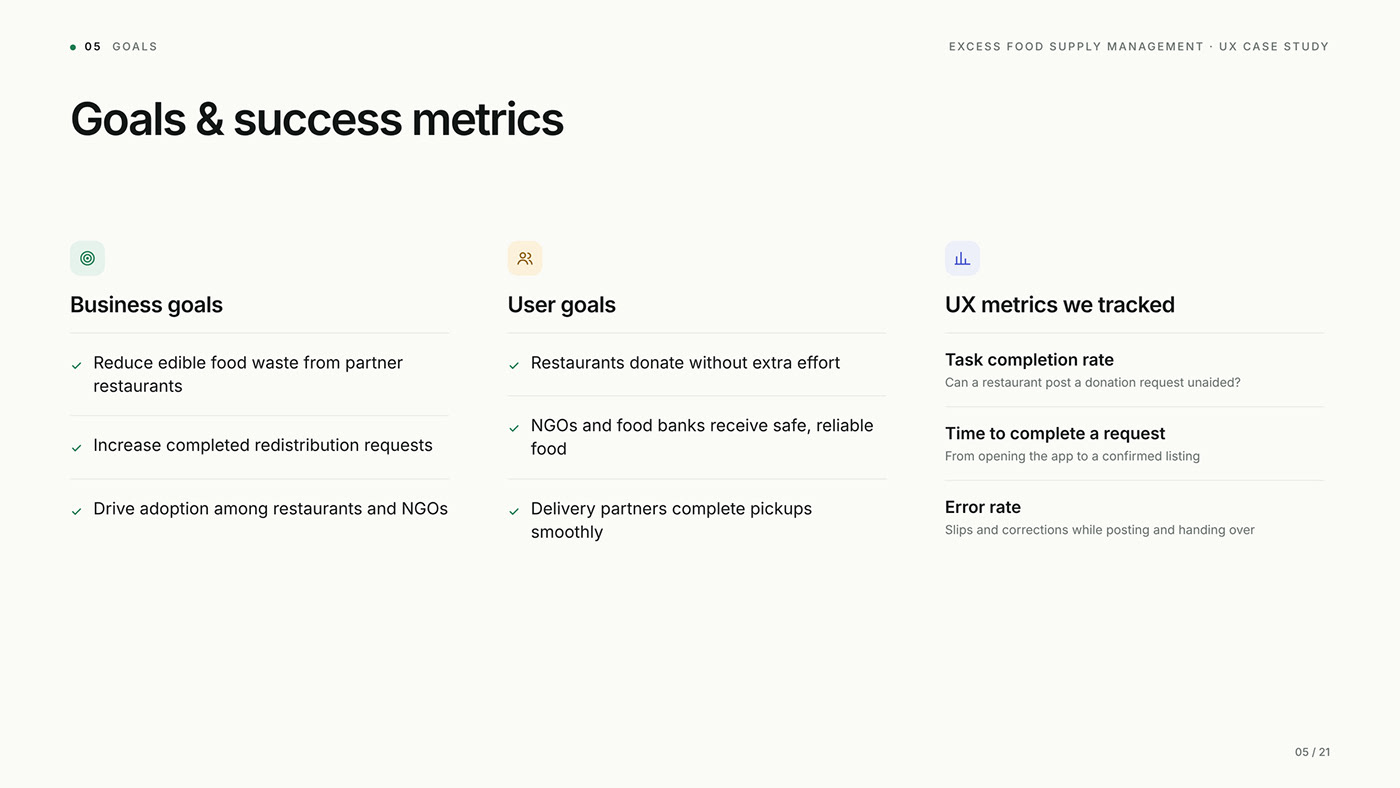 05 GOALS
EXCESS FOOD SUPPLY MANAGEMENT · UX CASE STUDY
Goals & success metrics
Business goals
Reduce edible food waste from partner
restaurants
Increase completed redistribution requests
Drive adoption among restaurants and NGOs
User goals
Restaurants donate without extra effort
NGOs and food banks receive safe, reliable
food
Delivery partners complete pickups
smoothly
UX metrics we tracked
Task completion rate
Can a restaurant post a donation request unaided?
Time to complete a request
From opening the app to a confirmed listing
Error rate
Slips and corrections while posting and handing over
05 / 21